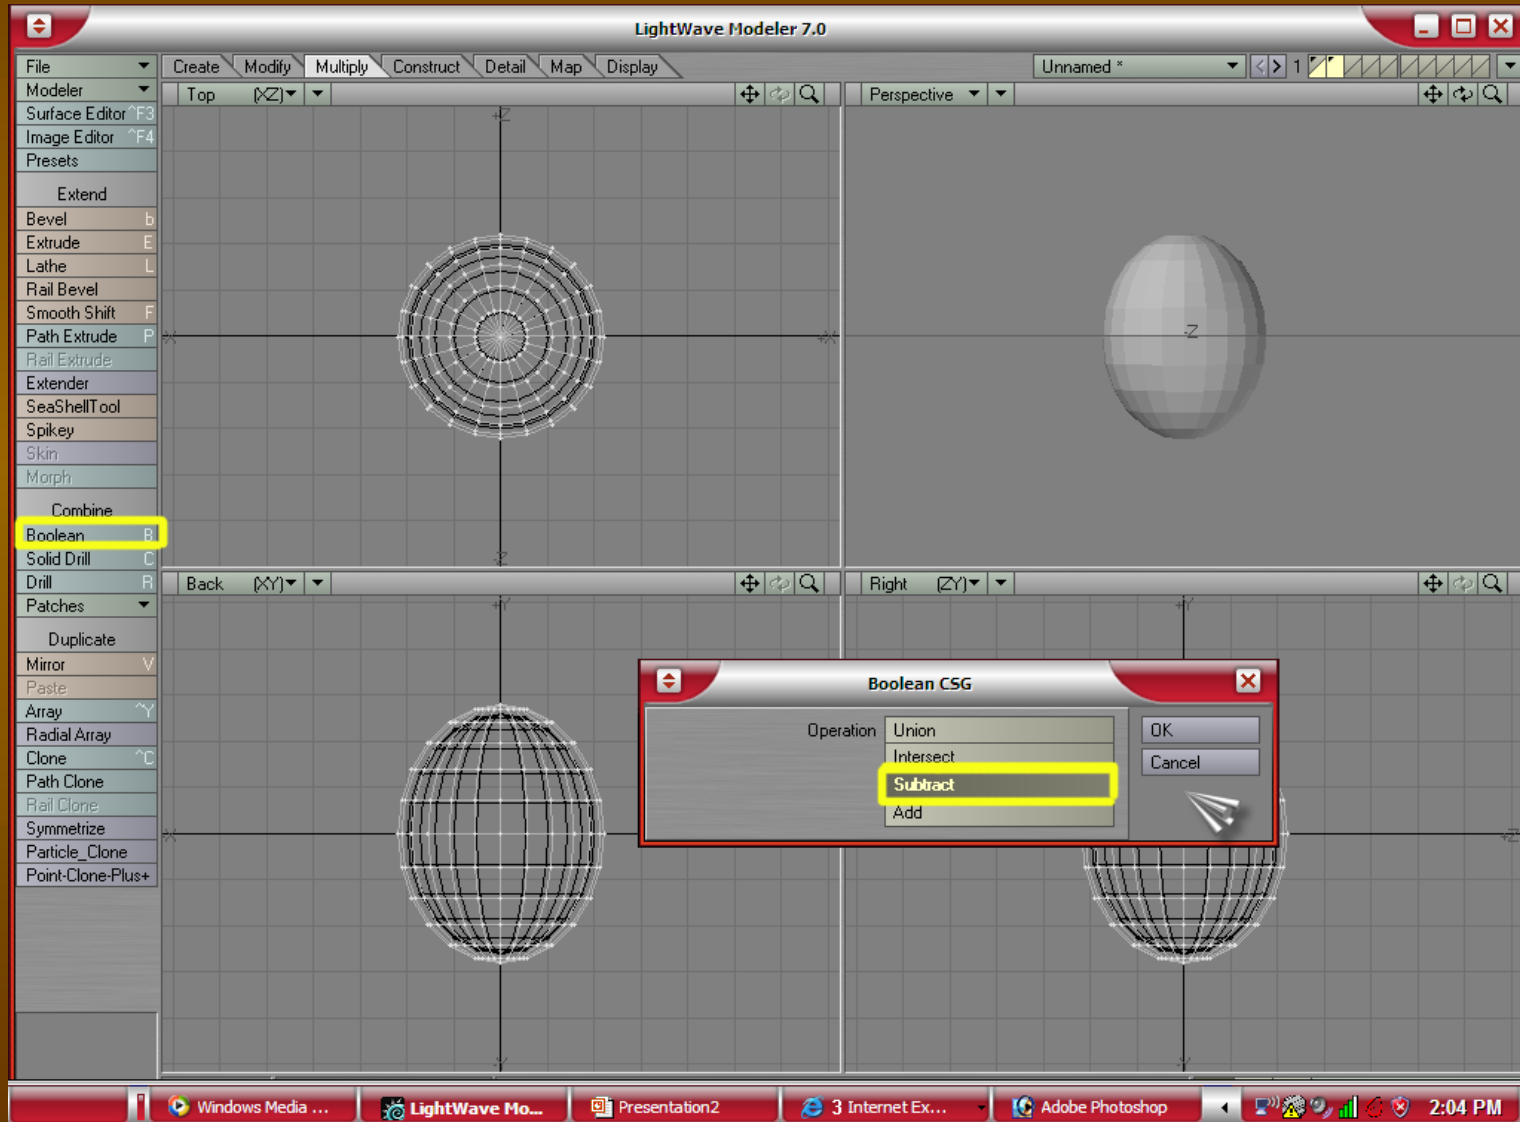 LightWave Modeler 7.0
File
Create Modify Multiply Construct Detail Map Display
Unnamed *
1
Modeler
Top (XZ)
Perspective
Surface Editor ^F3
Image Editor ^F4
Presets
Extend
Bevel b
Extrude E
Lathe L
Rail Bevel
Smooth Shift F
Path Extrude P
Rail Extrude
Extender
SeaShellTool
Spikey
Skin
Morph
Combine
Boolean B
Solid Drill C
Drill R
Patches
Duplicate
Mirror V
Paste
Array ^Y
Radial Array
Clone ^C
Path Clone
Rail Clone
Symmetrize
Particle_Clone
Point-Clone-Plus+
+Z
-X
+X
-Z
-Z
Back (XY)
Right (ZY)
+Y
+Y
-X
+Z
-Y
-Y
Boolean CSG
Operation
Union
Intersect
Subtract
Add
OK
Cancel
Windows Media ...
LightWave Mo...
Presentation2
3 Internet Ex...
Adobe Photoshop
2:04 PM